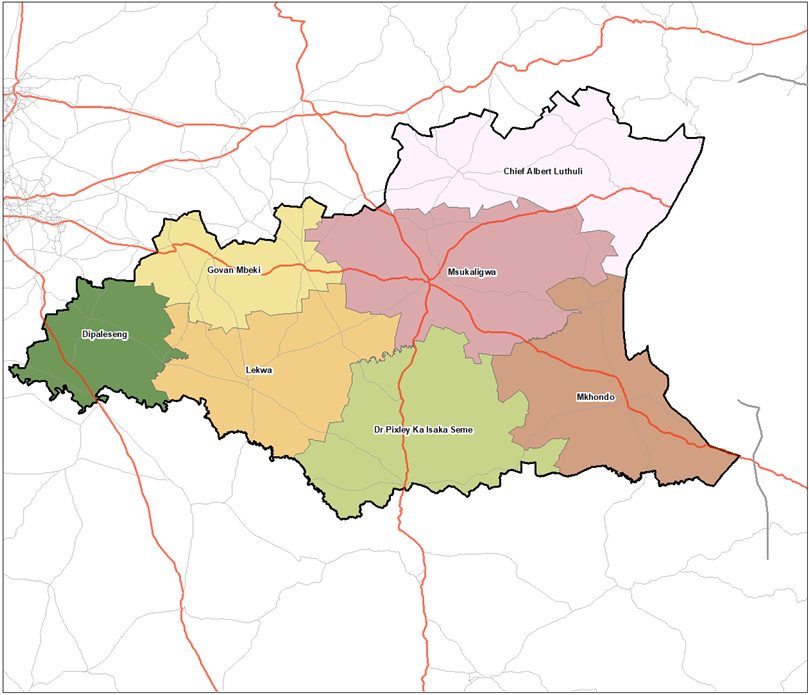 Chief Albert Luthuli
Govan Mbeki
Msukaligwa
Dipaleseng
Lekwa
Mkhondo
Dr Pixley Ka Isaka Seme